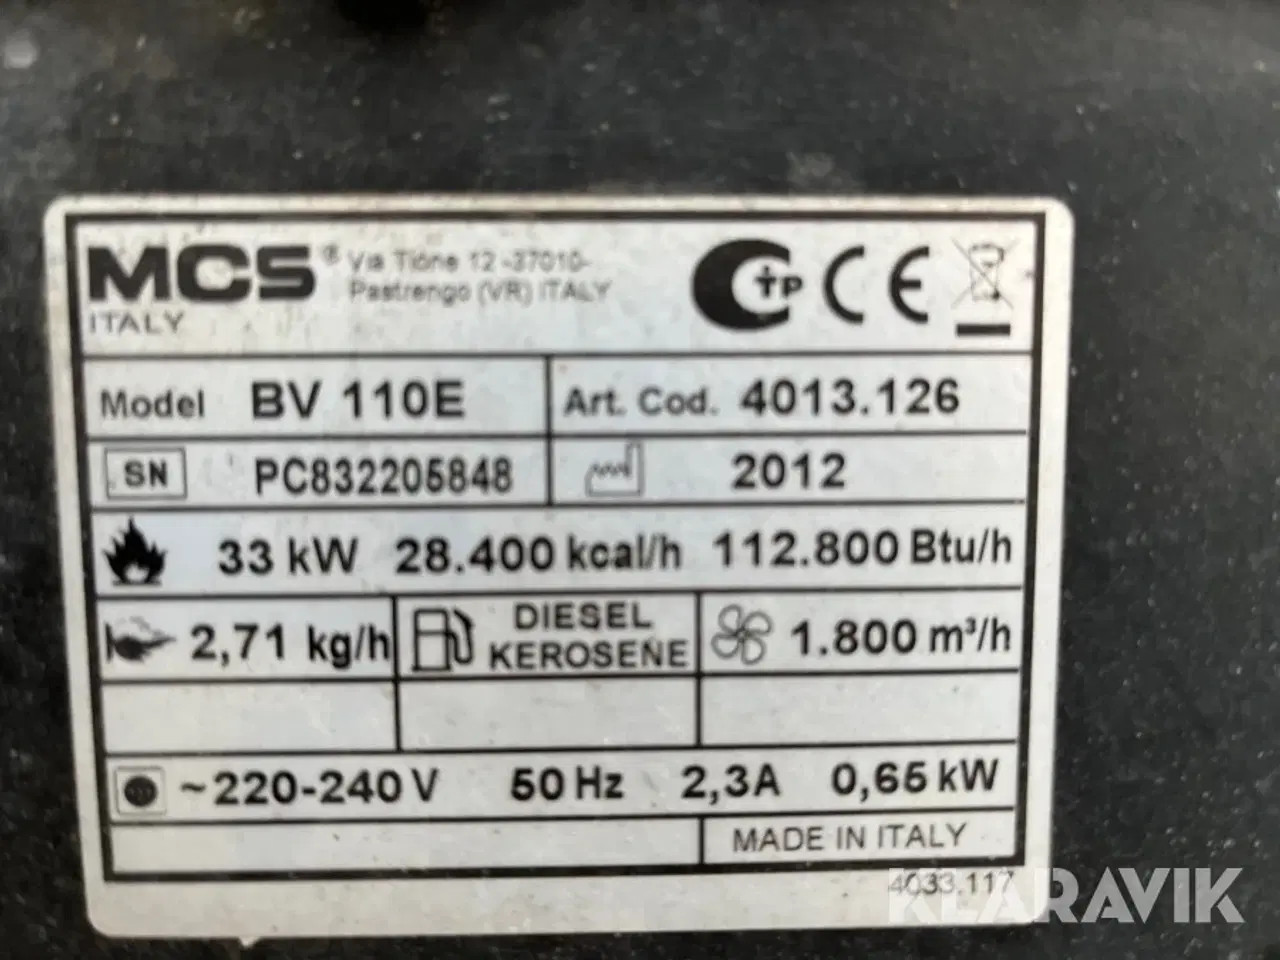 MCS® Via Tione 12 -37010-
Pastrengo (VR) ITALY
ITALY
CTP CE
Model BV 110E Art. Cod. 4013.126
SN PC832205848 2012
33 kW 28.400 kcal/h 112.800 Btu/h
2,71 kg/h DIESEL KEROSENE 1.800 m³/h
~220-240 V 50 Hz 2,3A 0,65 kW
MADE IN ITALY
4033.117
KLARAVIK